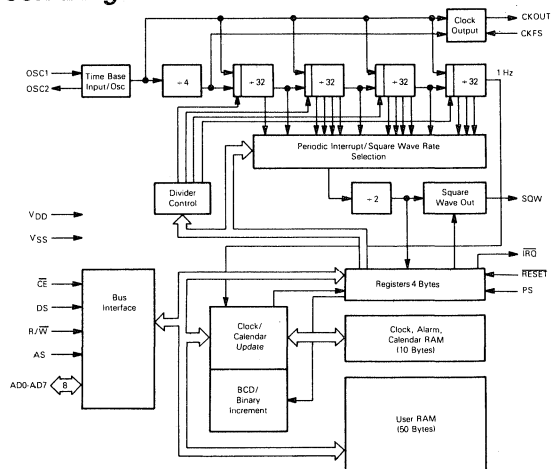 Clock
Output
CKOUT
CKFS
OSC1
OSC2
Time Base
Input/Osc
÷ 4
÷ 32
÷ 32
÷ 32
÷ 32
1 Hz
Periodic Interrupt/Square Wave Rate
Selection
Divider
Control
÷ 2
Square
Wave Out
SQW
VDD
VSS
IRQ
RESET
PS
Registers 4 Bytes
CE
DS
R/W
AS
AD0-AD7
8
Bus
Interface
Clock/
Calendar
Update
BCD/
Binary
Increment
Clock, Alarm,
Calendar RAM
(10 Bytes)
User RAM
(50 Bytes)